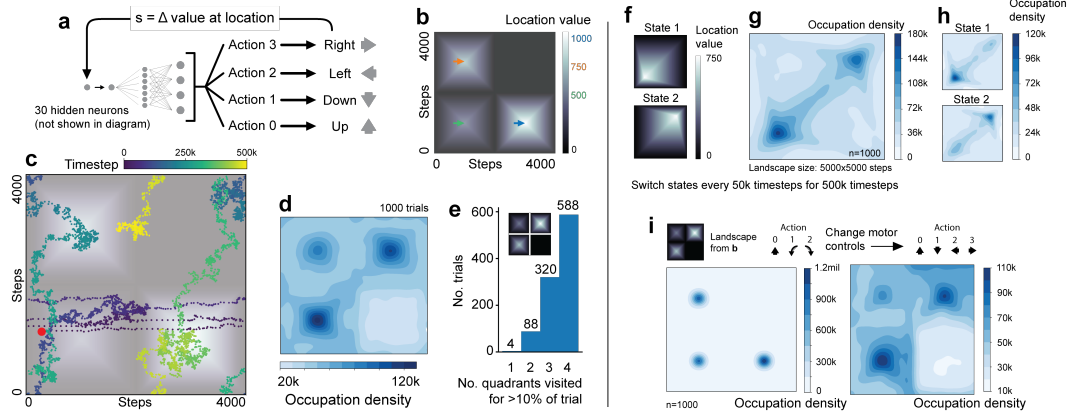 a
s = Δ value at location
30 hidden neurons
(not shown in diagram)
Action 3
Right
Action 2
Left
Action 1
Down
Action 0
Up
b
Location value
4000
Steps
0
0
Steps
4000
1000
500
0
c
Timestep
0
250k
500k
4000
Steps
0
0
Steps
4000
d
1000 trials
20k
120k
Occupation density
e
600
400
200
0
No. trials
4
88
320
588
1
2
3
4
No. quadrants visited
for >10% of trial
f
State 1
State 2
Location
value
750
0
g
Occupation density
n=1000
Landscape size: 5000x5000 steps
180k
144k
108k
72k
36k
0
h
Occupation
density
State 1
State 2
120k
96k
72k
48k
24k
0
Switch states every 50k timesteps for 500k timesteps
i
Landscape
from b
Action
0 1 2
Change motor
controls
Action
0 1 2 3
1.2mil
900k
600k
300k
0
n=1000
Occupation density
110k
90k
70k
50k
30k
10k
Occupation density